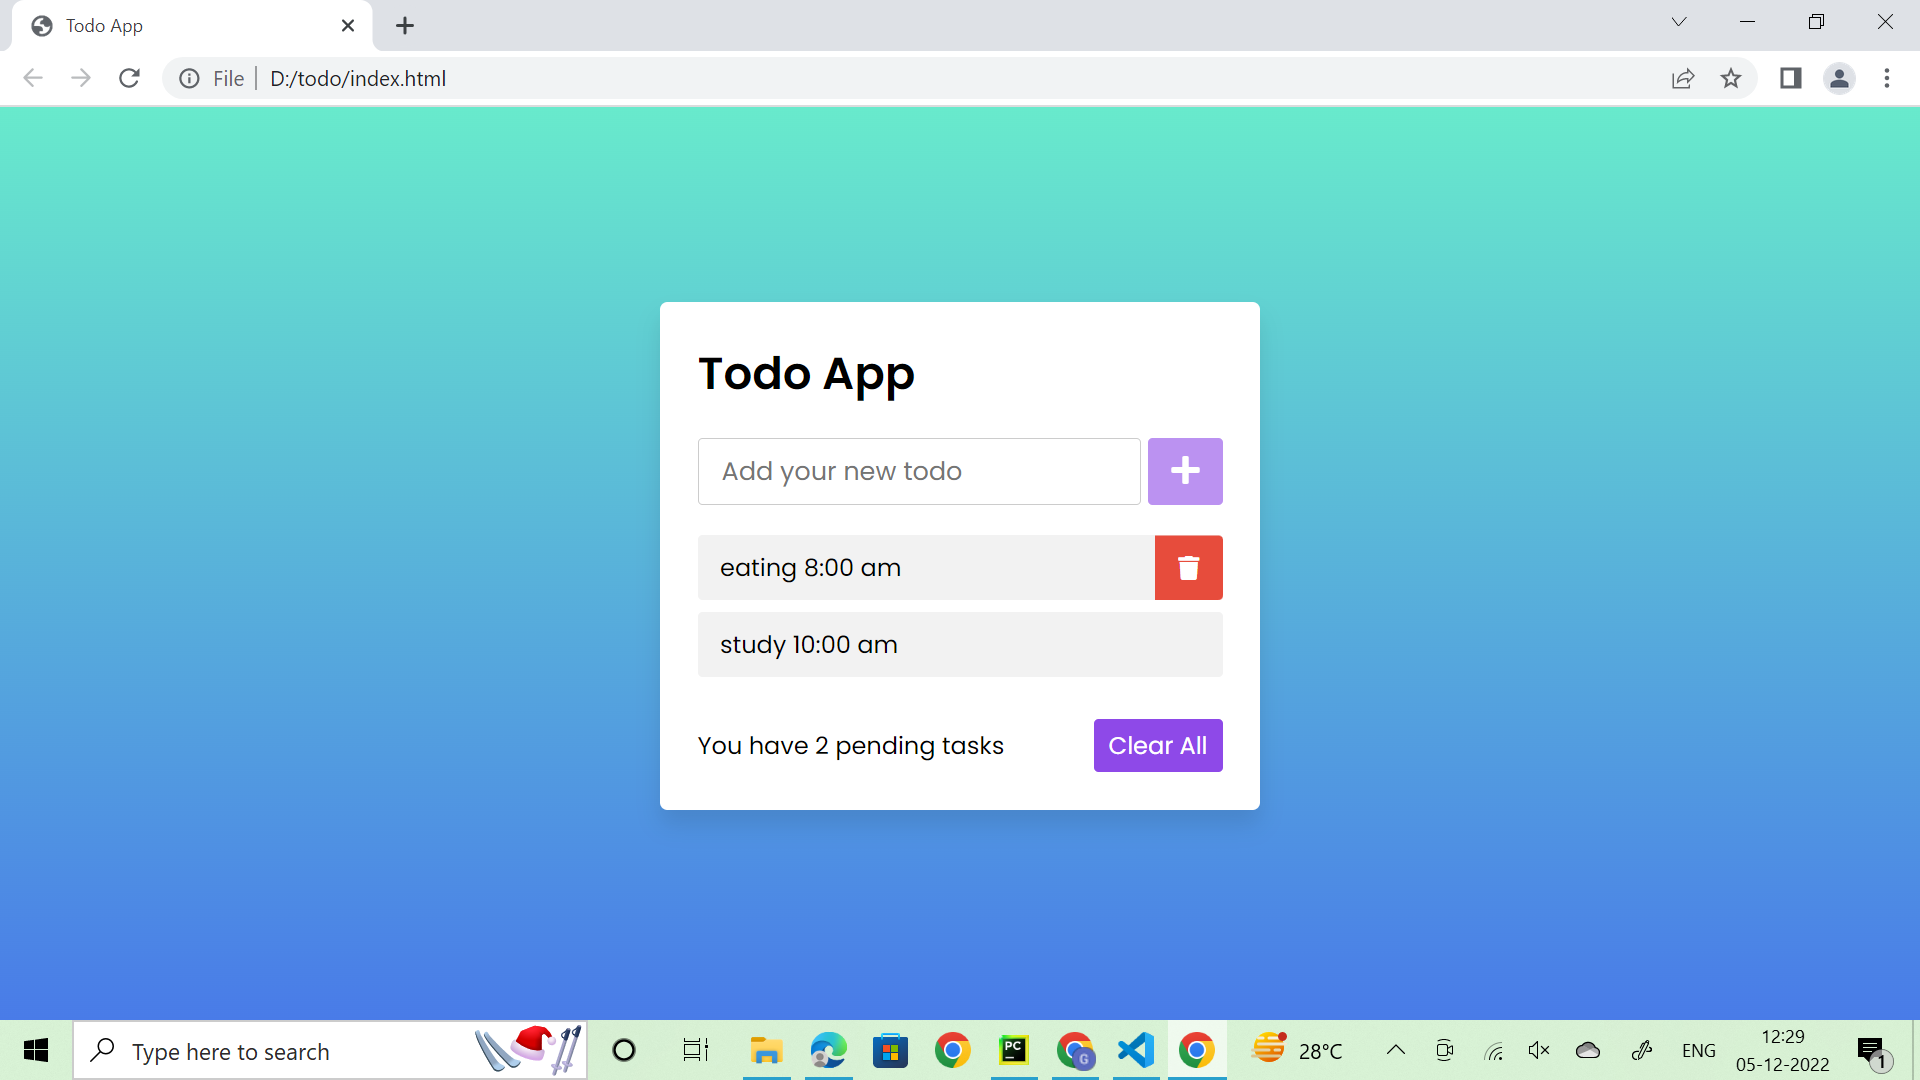 Todo App
File
D:/todo/index.html
Todo App
Add your new todo
eating 8:00 am
study 10:00 am
You have 2 pending tasks
Clear All
Type here to search
PC
G
28°C
ENG
12:29
05-12-2022
1